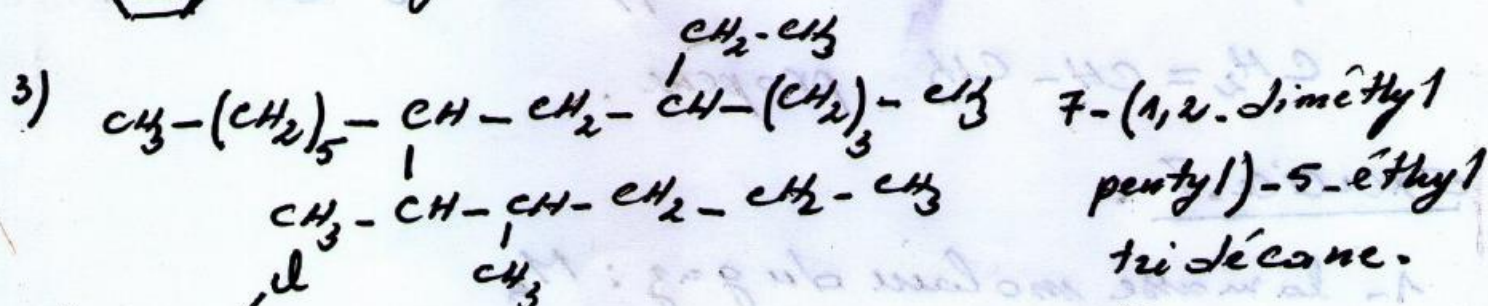 CH₂-CH₃
3) CH₃-(CH₂)₅-CH-CH₂-CH-(CH₂)₃-CH₃ 7-(1,2-diméthyl
CH₃-CH-CH-CH₂-CH₂-CH₃ pentyl)-5-éthyl
CH₃ tridécane.